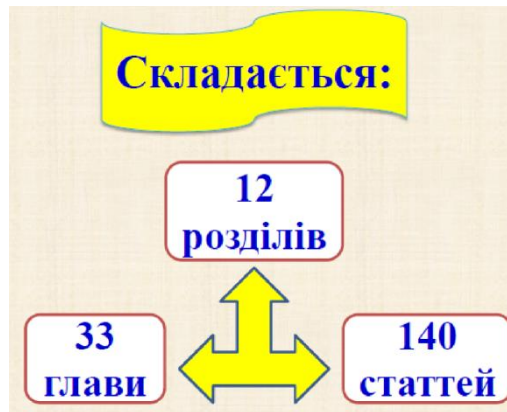 Складається:
12
розділів
33
глави
140
статтей